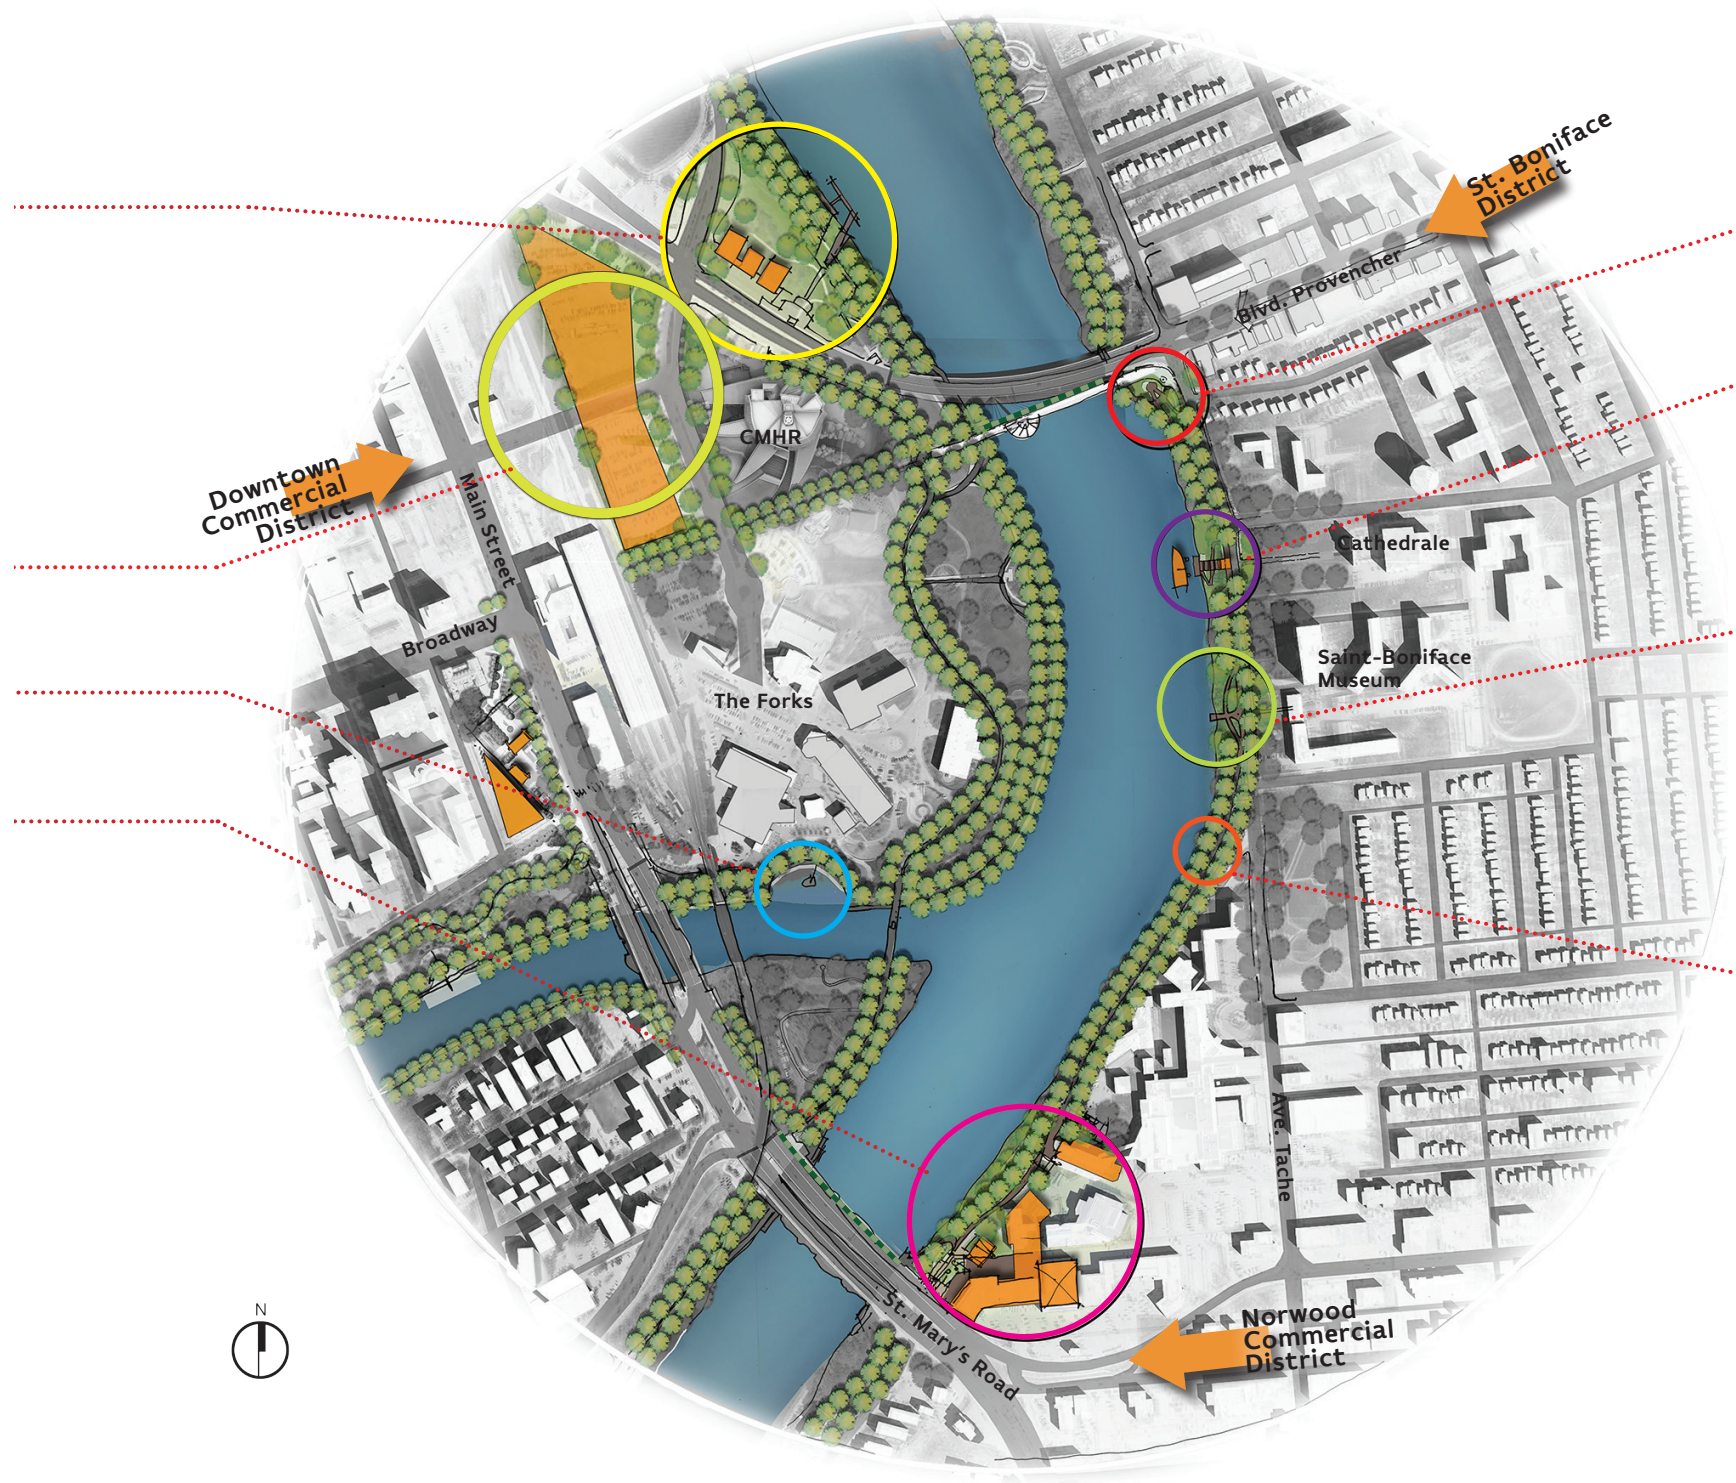 St. Boniface
District
Blvd. Provencher
CMHR
Downtown
Commercial
District
Main Street
Cathedrale
Broadway
Saint-Boniface
Museum
The Forks
Ave. Tache
N
St. Mary's Road
Norwood
Commercial
District